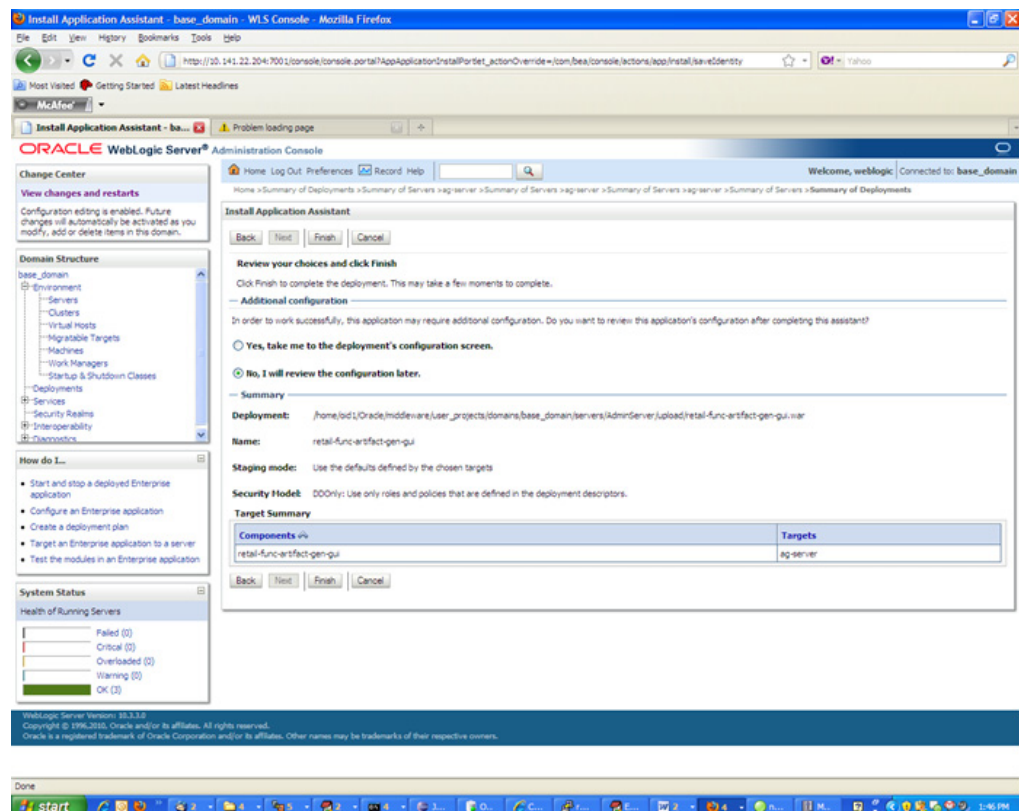 Install Application Assistant - base_domain - WLS Console - Mozilla Firefox
File Edit View History Bookmarks Tools Help
http://10.141.22.204:7001/console/console.portal?AppApplicationInstallPortlet_actionOverride=/com/bea/console/actions/app/install/saveIdentity
Yahoo
Most Visited Getting Started Latest Headlines
McAfee
Install Application Assistant - ba... Problem loading page
ORACLE WebLogic Server® Administration Console
Change Center
View changes and restarts
Configuration editing is enabled. Future
changes will automatically be activated as you
modify, add or delete items in this domain.
Domain Structure
base_domain
Environment
Servers
Clusters
Virtual Hosts
Migratable Targets
Machines
Work Managers
Startup & Shutdown Classes
Deployments
Services
Security Realms
Interoperability
Diagnostics
How do I...
Start and stop a deployed Enterprise
application
Configure an Enterprise application
Create a deployment plan
Target an Enterprise application to a server
Test the modules in an Enterprise application
System Status
Health of Running Servers
Failed (0)
Critical (0)
Overloaded (0)
Warning (0)
OK (3)
Home Log Out Preferences Record Help
Welcome, weblogic Connected to: base_domain
Home >Summary of Deployments >Summary of Servers >ag-server >Summary of Servers >ag-server >Summary of Servers >ag-server >Summary of Servers >Summary of Deployments
Install Application Assistant
Back Next Finish Cancel
Review your choices and click Finish
Click Finish to complete the deployment. This may take a few moments to complete.
Additional configuration
In order to work successfully, this application may require additional configuration. Do you want to review this application's configuration after completing this assistant?
Yes, take me to the deployment's configuration screen.
No, I will review the configuration later.
Summary
Deployment: /home/oid1/Oracle/middleware/user_projects/domains/base_domain/servers/AdminServer/upload/retail-func-artifact-gen-gui.war
Name: retail-func-artifact-gen-gui
Staging mode: Use the defaults defined by the chosen targets
Security Model: DDOnly: Use only roles and policies that are defined in the deployment descriptors.
Target Summary
Components Targets
retail-func-artifact-gen-gui ag-server
Back Next Finish Cancel
WebLogic Server Version: 10.3.3.0
Copyright © 1996,2010, Oracle and/or its affiliates. All rights reserved.
Oracle is a registered trademark of Oracle Corporation and/or its affiliates. Other names may be trademarks of their respective owners.
Done
start 1:46 PM